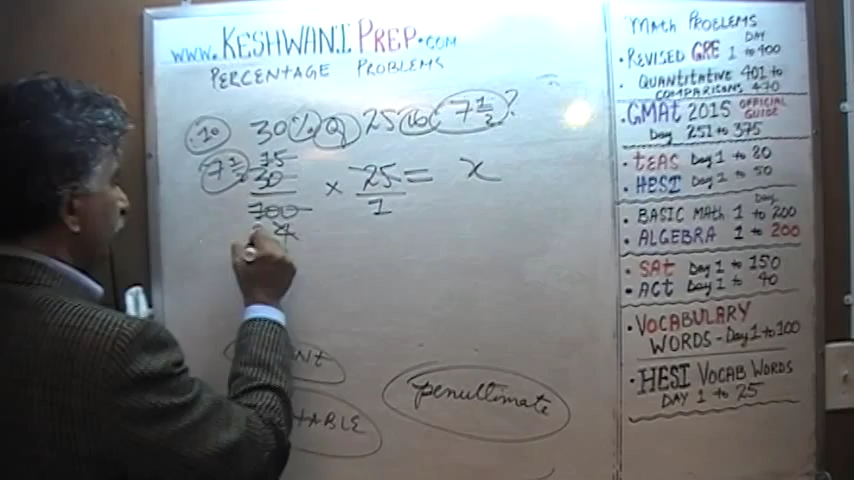 www.KESHWANI PREP.COM
PERCENTAGE PROBLEMS
.10 30% of 25 is 7 1/2?
7 1/2 15
30/100 × 25/1 = x
4
penultimate
TABLE
MATH PROBLEMS
DAY
• REVISED GRE 1 to 400
• QUANTITATIVE 401 to
COMPARISONS 470
• GMAT 2015 OFFICIAL GUIDE
Day 251 to 375
• TEAS Day 1 to 80
• HESI Day 1 to 50
Day
• BASIC MATH 1 to 200
• ALGEBRA 1 to 200
• SAT Day 1 to 150
• ACT Day 1 to 40
• VOCABULARY
WORDS - Day 1 to 100
• HESI VOCAB WORDS
DAY 1 to 25